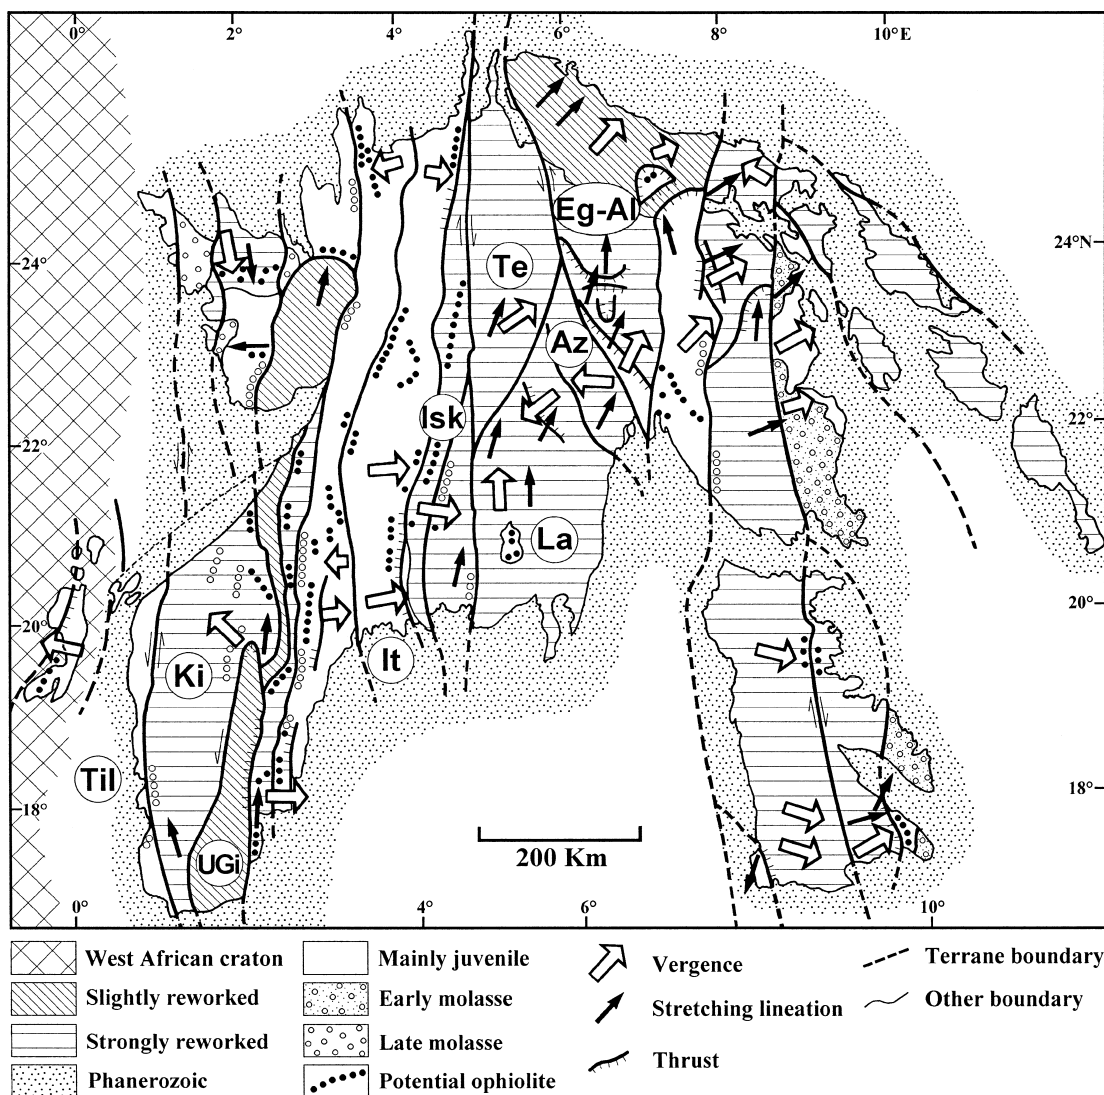 0° 2° 4° 6° 8° 10°E
Eg-Al
24°N
24°
Te
Az
Isk
22°
22°
La
20°
20°
It
Ki
Til
18°
18°
200 Km
UGi
0° 4° 6° 10°
West African craton
Mainly juvenile
Vergence
Terrane boundary
Slightly reworked
Early molasse
Stretching lineation
Other boundary
Strongly reworked
Late molasse
Thrust
Phanerozoic
Potential ophiolite